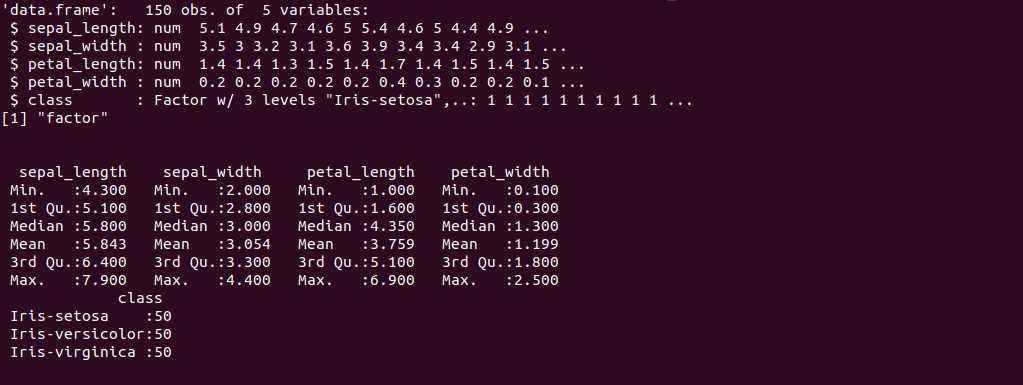 'data.frame':   150 obs. of  5 variables:
 $ sepal_length: num  5.1 4.9 4.7 4.6 5 5.4 4.6 5 4.4 4.9 ...
 $ sepal_width : num  3.5 3 3.2 3.1 3.6 3.9 3.4 3.4 2.9 3.1 ...
 $ petal_length: num  1.4 1.4 1.3 1.5 1.4 1.7 1.4 1.5 1.4 1.5 ...
 $ petal_width : num  0.2 0.2 0.2 0.2 0.2 0.4 0.3 0.2 0.2 0.1 ...
 $ class       : Factor w/ 3 levels "Iris-setosa",..: 1 1 1 1 1 1 1 1 1 1 ...
[1] "factor"
  sepal_length    sepal_width     petal_length    petal_width
 Min.   :4.300   Min.   :2.000   Min.   :1.000   Min.   :0.100
 1st Qu.:5.100   1st Qu.:2.800   1st Qu.:1.600   1st Qu.:0.300
 Median :5.800   Median :3.000   Median :4.350   Median :1.300
 Mean   :5.843   Mean   :3.054   Mean   :3.759   Mean   :1.199
 3rd Qu.:6.400   3rd Qu.:3.300   3rd Qu.:5.100   3rd Qu.:1.800
 Max.   :7.900   Max.   :4.400   Max.   :6.900   Max.   :2.500
             class
 Iris-setosa    :50
 Iris-versicolor:50
 Iris-virginica :50